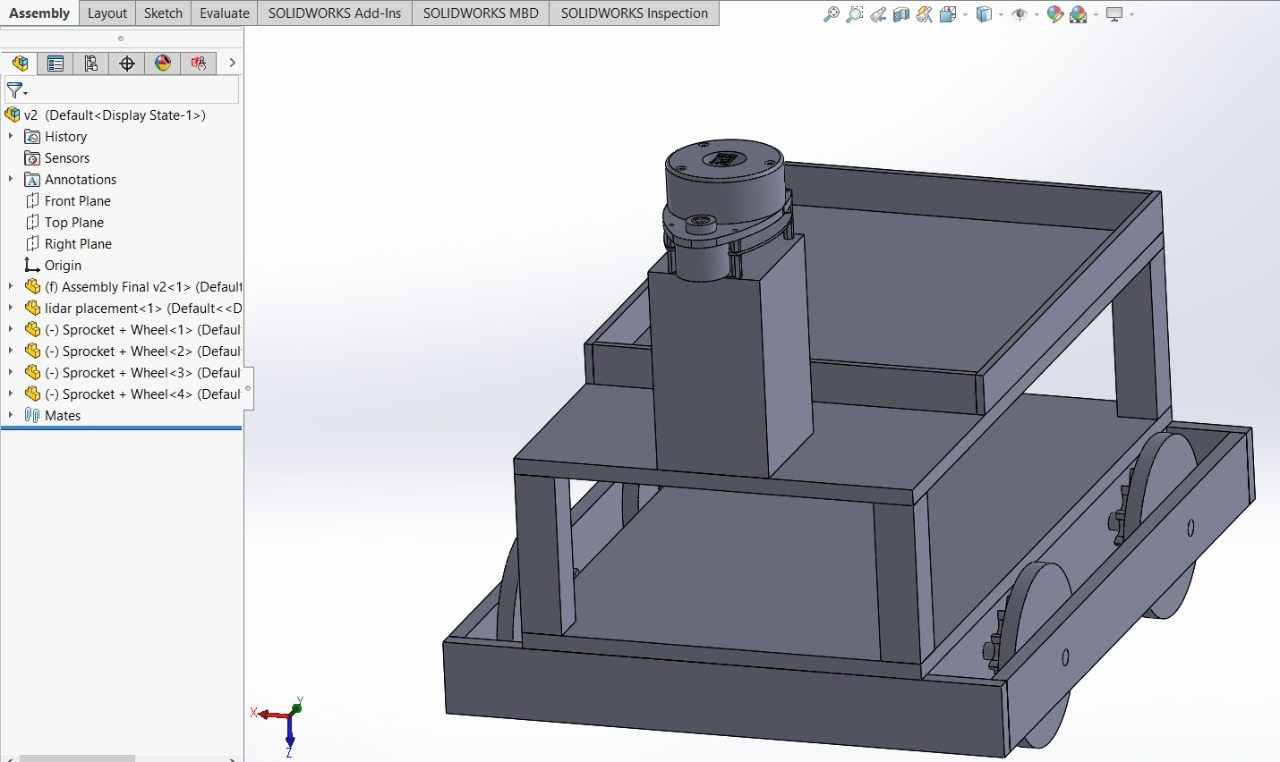 Assembly Layout Sketch Evaluate SOLIDWORKS Add-Ins SOLIDWORKS MBD SOLIDWORKS Inspection
v2 (Default<Display State-1>)
History
Sensors
A Annotations
Front Plane
Top Plane
Right Plane
Origin
(f) Assembly Final v2<1> (Default
lidar placement<1> (Default<<D
(-) Sprocket + Wheel<1> (Defaul
(-) Sprocket + Wheel<2> (Defaul
(-) Sprocket + Wheel<3> (Defaul
(-) Sprocket + Wheel<4> (Defaul
Mates
Y
X
Z